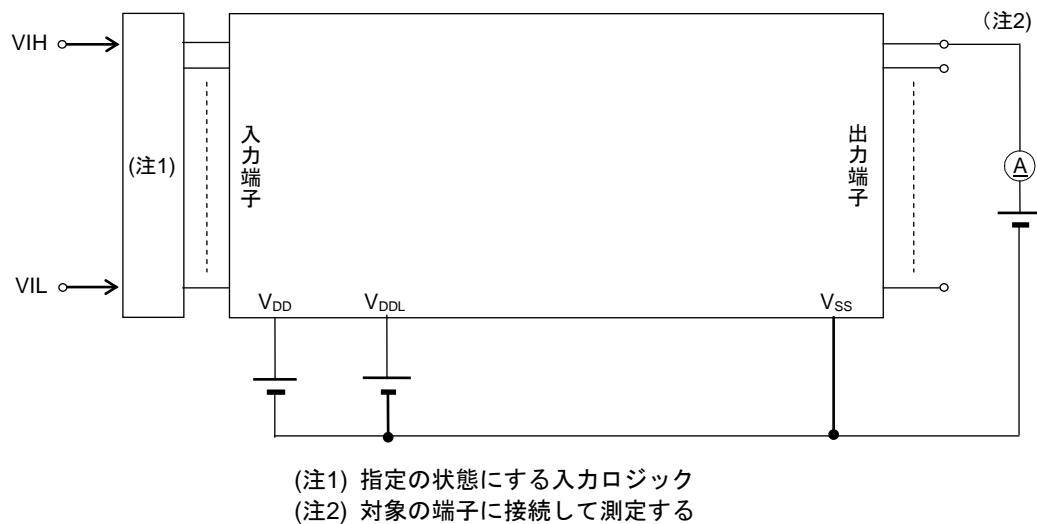 (注2)
VIH
(注1)
入力端子
出力端子
A
VIL
VDD
VDDL
VSS
(注1) 指定の状態にする入力ロジック
(注2) 対象の端子に接続して測定する